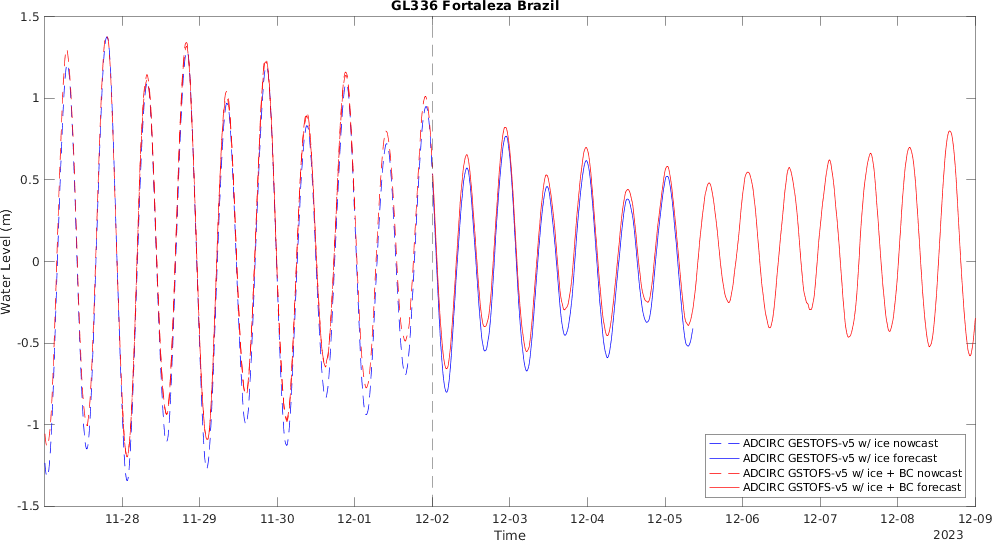 GL336 Fortaleza Brazil
1.5
1
0.5
0
-0.5
-1
-1.5
Water Level (m)
11-28 11-29 11-30 12-01 12-02 12-03 12-04 12-05 12-06 12-07 12-08 12-09
Time
2023
ADCIRC GESTOFS-v5 w/ ice nowcast
ADCIRC GESTOFS-v5 w/ ice forecast
ADCIRC GSTOFS-v5 w/ ice + BC nowcast
ADCIRC GSTOFS-v5 w/ ice + BC forecast